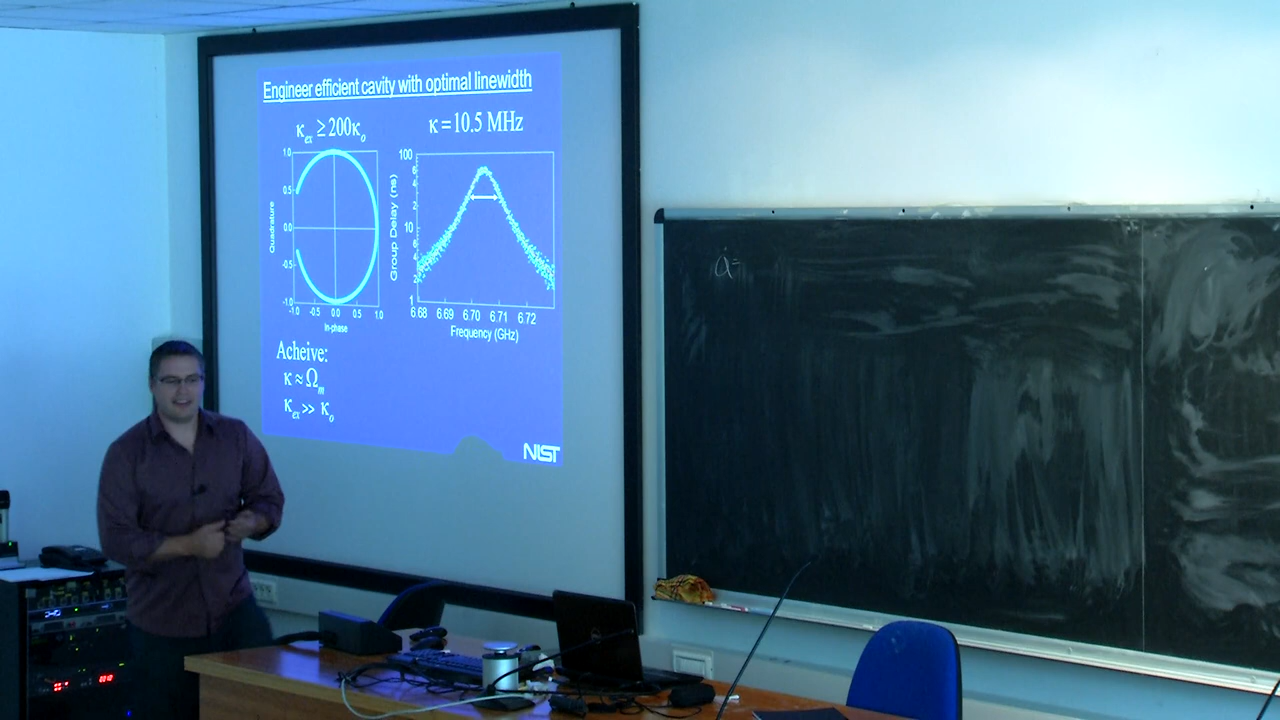 Engineer efficient cavity with optimal linewidth
κex ≥ 200κo
κ = 10.5 MHz
1.0
0.5
0.0
-0.5
-1.0
Quadrature
-1.0 -0.5 0.0 0.5 1.0
In-phase
100
10
1
Group Delay (ns)
6.68 6.69 6.70 6.71 6.72
Frequency (GHz)
Acheive:
κ ≈ Ωm
κex >> κo
NIST
ȧ=